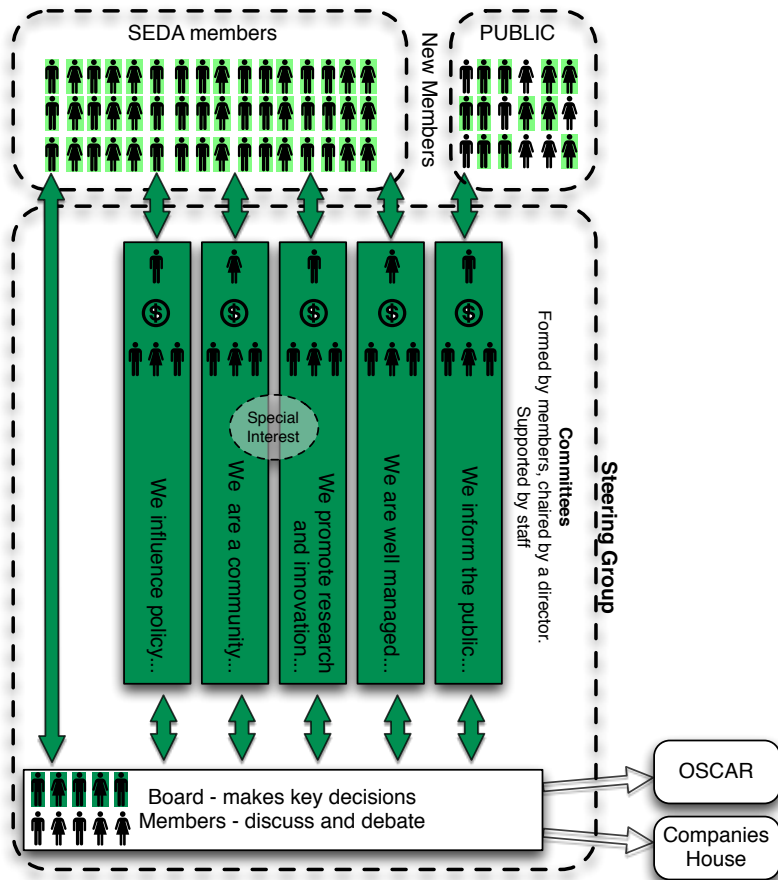 SEDA members
New Members
PUBLIC
$
$
$
$
$
Special
Interest
We influence policy...
We are a community...
We promote research
and innovation...
We are well managed...
We inform the public...
Committees
Formed by members, chaired by a director.
Supported by staff
Steering Group
Board - makes key decisions
Members - discuss and debate
OSCAR
Companies
House